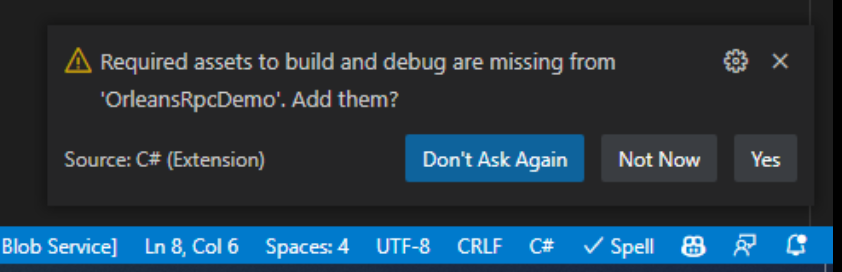 Required assets to build and debug are missing from
'OrleansRpcDemo'. Add them?
Source: C# (Extension)
Don't Ask Again
Not Now
Yes
Blob Service] Ln 8, Col 6 Spaces: 4 UTF-8 CRLF C# ✓ Spell